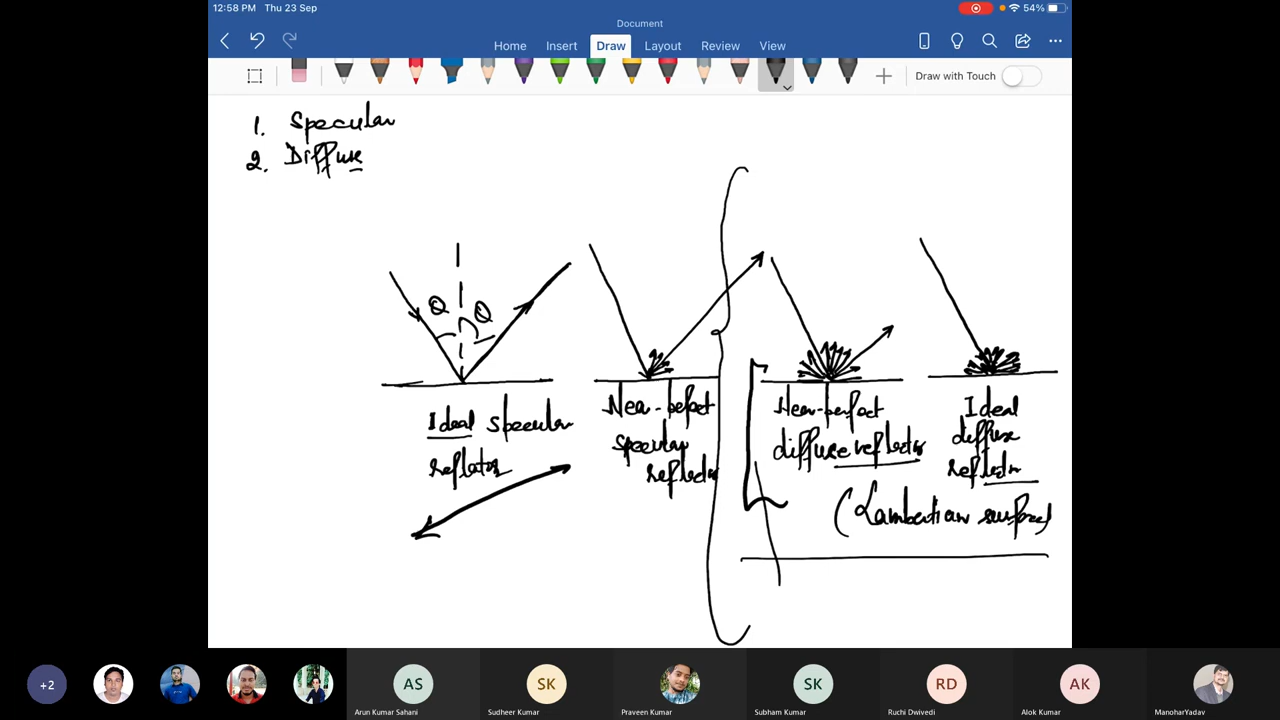 12:58 PM Thu 23 Sep
54%
Document
Home Insert Draw Layout Review View
Draw with Touch
1. Specular
2. Diffuse
θ θ
Ideal specular
reflector
Near-perfect
specular
reflector
Near-perfect
diffuse reflector
Ideal
diffuse
reflector
(Lambertian surface)
+2
AS
SK
SK
RD
AK
Arun Kumar Sahani
Sudheer Kumar
Praveen Kumar
Subham Kumar
Ruchi Dwivedi
Alok Kumar
ManoharYadav